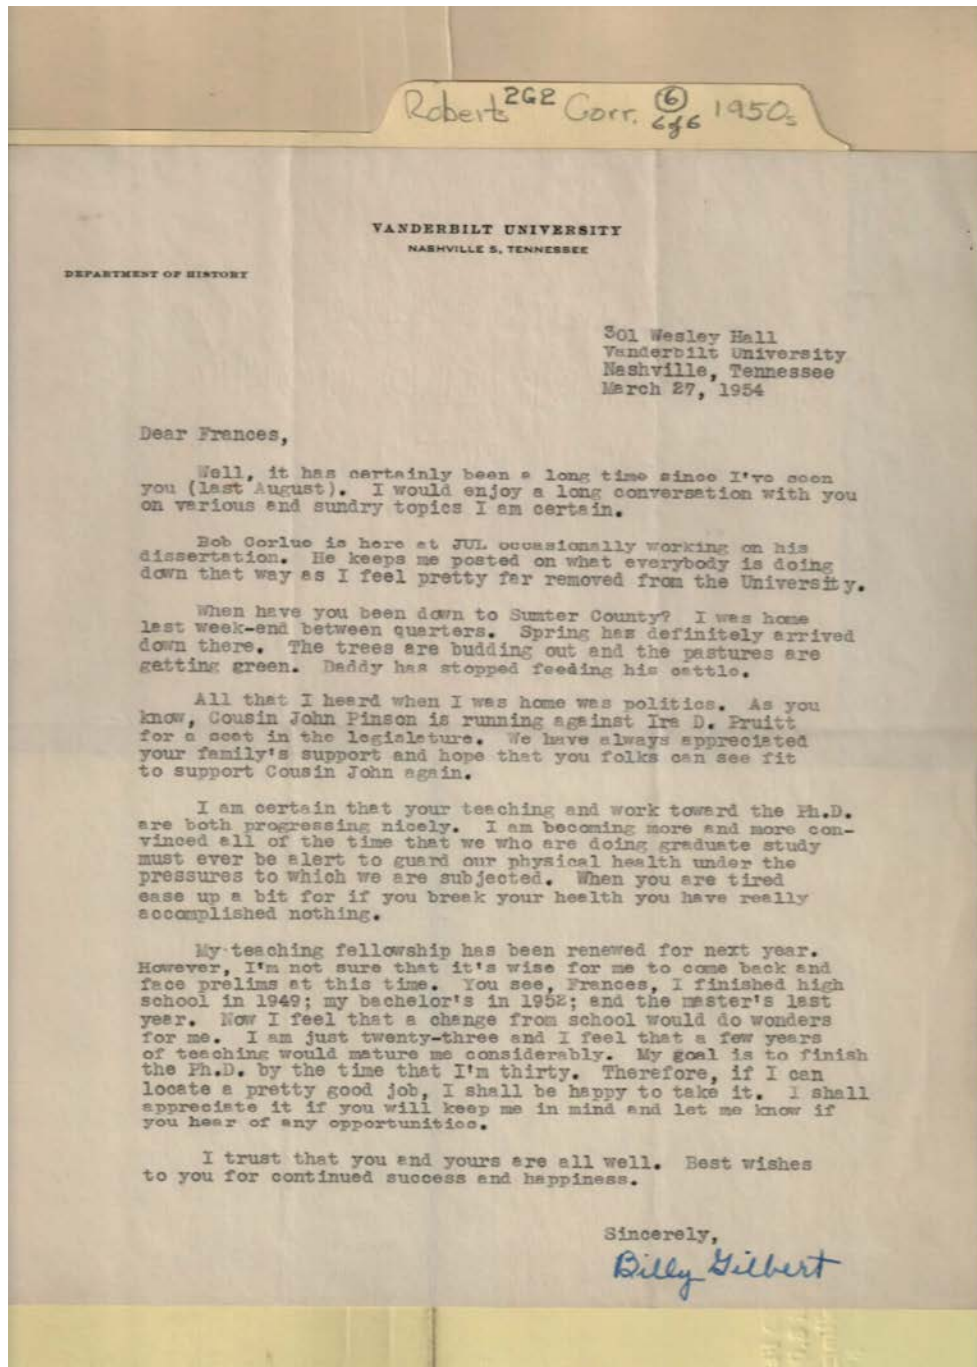 Roberts 2G2 Corr. 6 6 of 6 1950s
VANDERBILT UNIVERSITY
NASHVILLE 5, TENNESSEE
DEPARTMENT OF HISTORY
301 Wesley Hall
Vanderbilt University
Nashville, Tennessee
March 27, 1954
Dear Frances,
Well, it has certainly been a long time since I've seen
you (last August). I would enjoy a long conversation with you
on various and sundry topics I am certain.
Bob Corlue is here at JUL occasionally working on his
dissertation. He keeps me posted on what everybody is doing
down that way as I feel pretty far removed from the University.
When have you been down to Sumter County? I was home
last week-end between quarters. Spring has definitely arrived
down there. The trees are budding out and the pastures are
getting green. Daddy has stopped feeding his cattle.
All that I heard when I was home was politics. As you
know, Cousin John Pinson is running against Ira D. Pruitt
for a seat in the legislature. We have always appreciated
your family's support and hope that you folks can see fit
to support Cousin John again.
I am certain that your teaching and work toward the Ph.D.
are both progressing nicely. I am becoming more and more con-
vinced all of the time that we who are doing graduate study
must ever be alert to guard our physical health under the
pressures to which we are subjected. When you are tired
ease up a bit for if you break your health you have really
accomplished nothing.
My teaching fellowship has been renewed for next year.
However, I'm not sure that it's wise for me to come back and
face prelims at this time. You see, Frances, I finished high
school in 1949; my bachelor's in 1952; and the master's last
year. Now I feel that a change from school would do wonders
for me. I am just twenty-three and I feel that a few years
of teaching would mature me considerably. My goal is to finish
the Ph.D. by the time that I'm thirty. Therefore, if I can
locate a pretty good job, I shall be happy to take it. I shall
appreciate it if you will keep me in mind and let me know if
you hear of any opportunities.
I trust that you and yours are all well. Best wishes
to you for continued success and happiness.
Sincerely,
Billy Gilbert